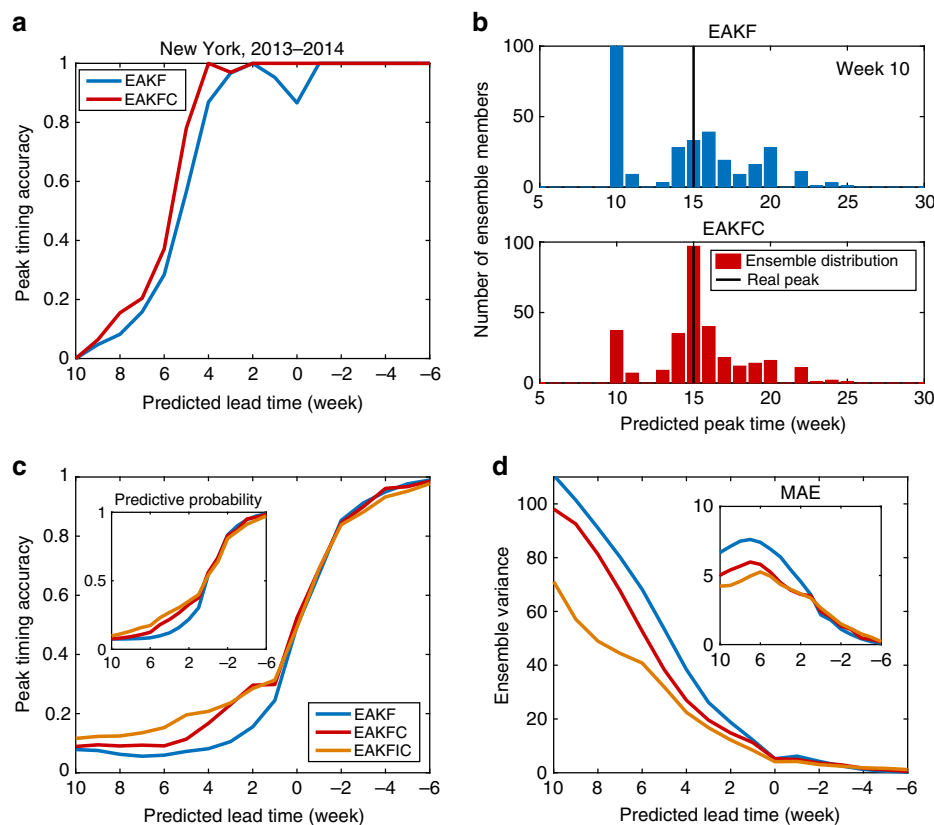 a
New York, 2013–2014
EAKF
EAKFC
1
0.8
0.6
0.4
0.2
0
Peak timing accuracy
10 8 6 4 2 0 −2 −4 −6
Predicted lead time (week)
b
EAKF
Week 10
100
50
0
5 10 15 20 25 30
EAKFC
Ensemble distribution
Real peak
100
50
0
5 10 15 20 25 30
Number of ensemble members
Predicted peak time (week)
c
1
0.8
0.6
0.4
0.2
0
Peak timing accuracy
Predictive probability
1
0.5
0
10 6 2 −2 −6
EAKF
EAKFC
EAKFIC
10 8 6 4 2 0 −2 −4 −6
Predicted lead time (week)
d
100
80
60
40
20
0
Ensemble variance
MAE
10
5
0
10 6 2 −2 −6
10 8 6 4 2 0 −2 −4 −6
Predicted lead time (week)